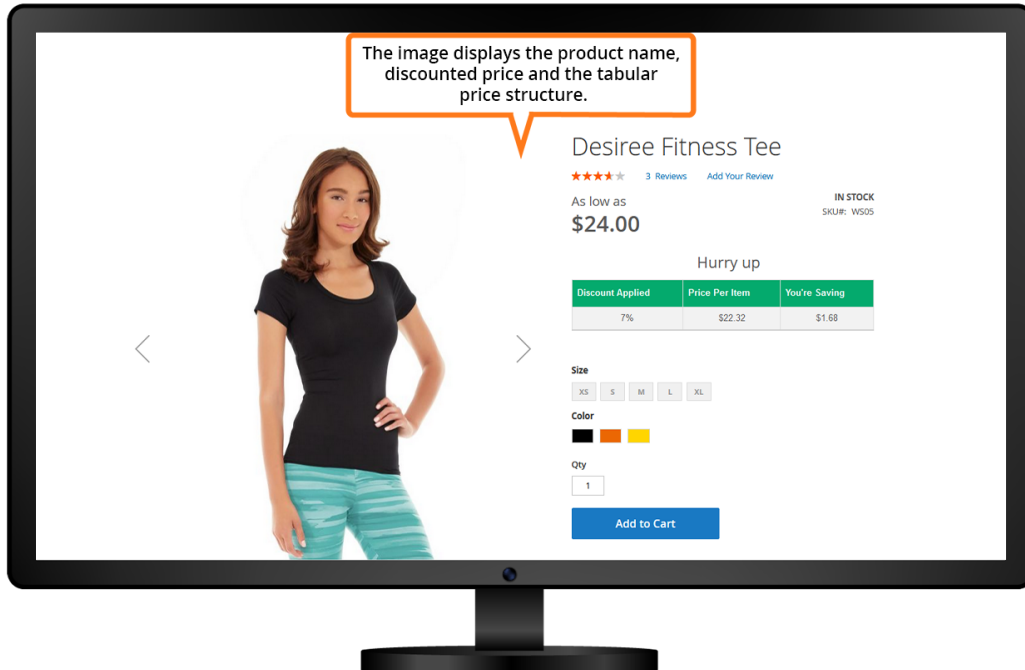 The image displays the product name,
discounted price and the tabular
price structure.
Desiree Fitness Tee
3 Reviews Add Your Review
As low as
$24.00
IN STOCK
SKU#: WS05
Hurry up
Discount Applied Price Per Item You're Saving
7% $22.32 $1.68
Size
XS S M L XL
Color
Qty
1
Add to Cart